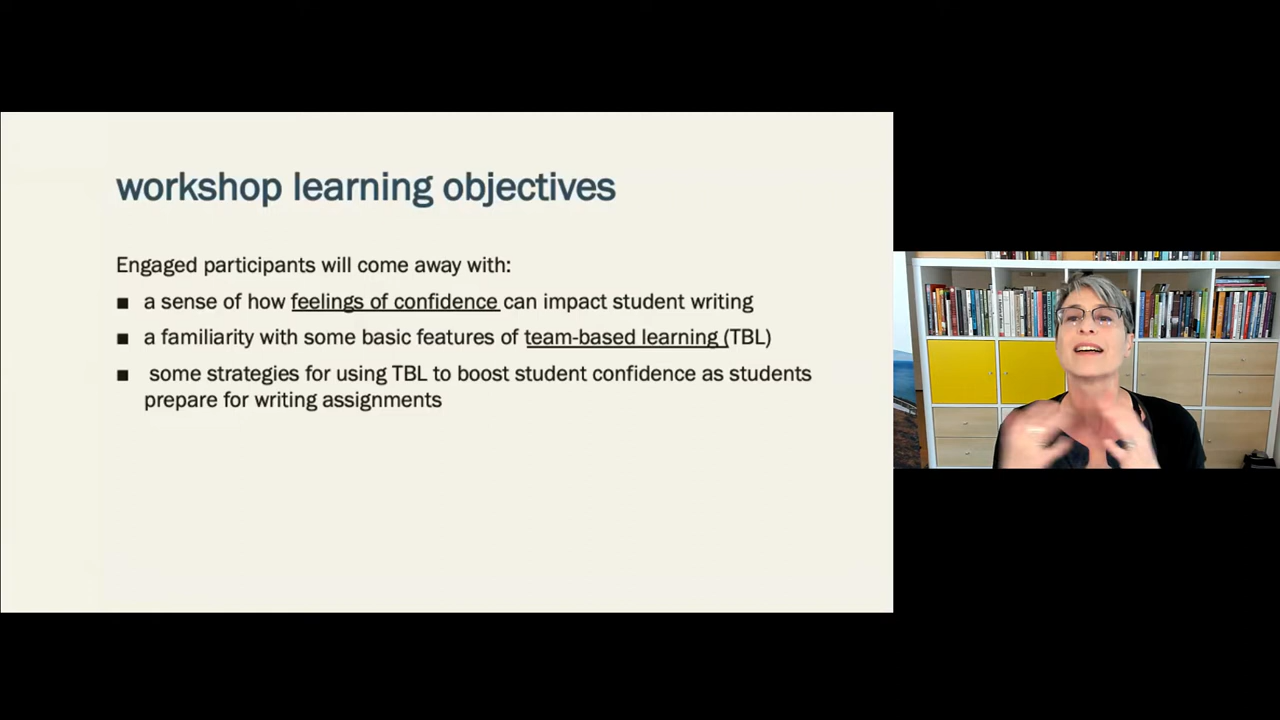 workshop learning objectives
Engaged participants will come away with:
■ a sense of how feelings of confidence can impact student writing
■ a familiarity with some basic features of team-based learning (TBL)
■ some strategies for using TBL to boost student confidence as students
prepare for writing assignments